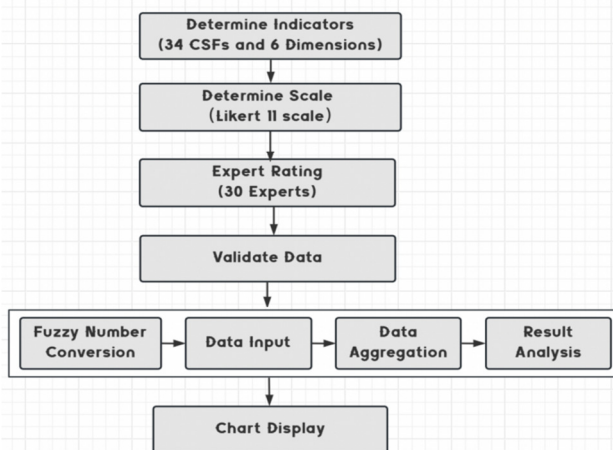 Determine Indicators
(34 CSFs and 6 Dimensions)
Determine Scale
(Likert 11 scale)
Expert Rating
(30 Experts)
Validate Data
Fuzzy Number
Conversion
Data Input
Data
Aggregation
Result
Analysis
Chart Display